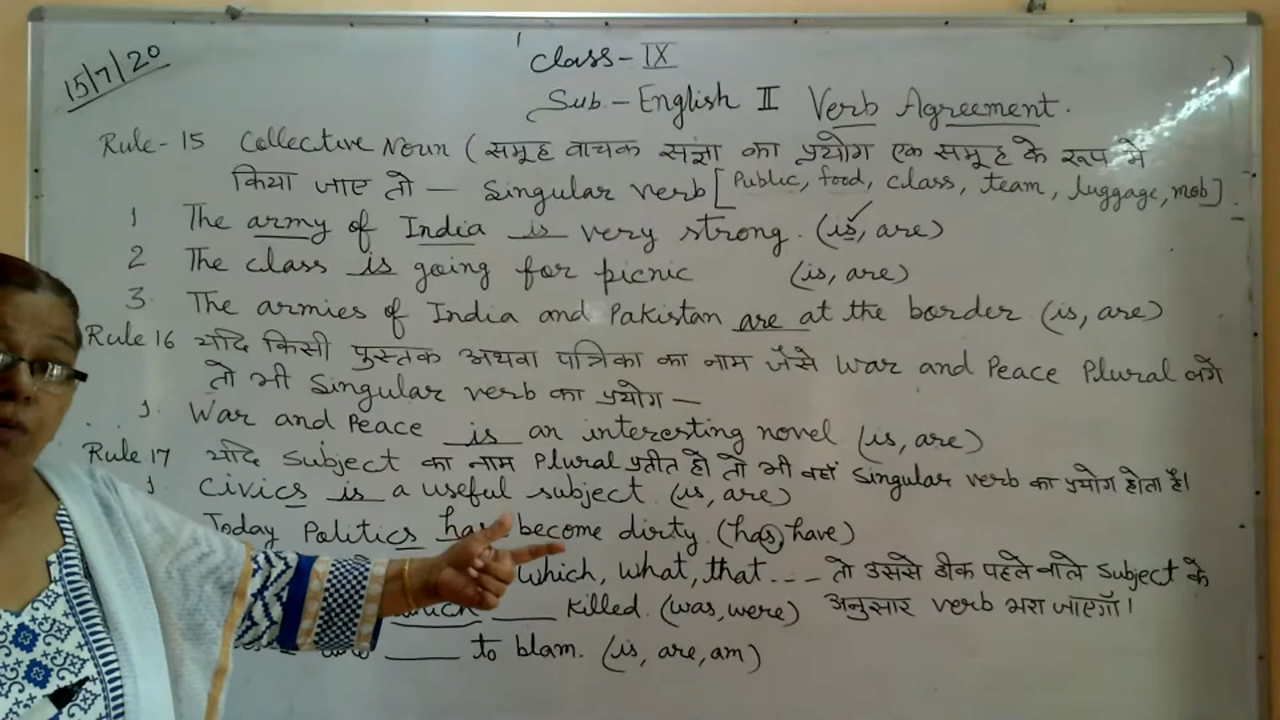 15/7/20
Class - IX
Sub. - English II Verb Agreement.
Rule - 15 Collective Noun ( समूह वाचक संज्ञा का प्रयोग एक समूह के रूप मे
किया जाए तो — Singular verb [ Public, food, class, team, luggage, mob ].
1 The army of India is very strong. (is, are)
2 The class is going for picnic (is, are)
3. The armies of India and Pakistan are at the border (is, are)
Rule 16 यदि किसी पुस्तक अथवा पत्रिका का नाम जैसे War and Peace Plural लगे
तो भी Singular verb का प्रयोग —
1. War and Peace is an interesting novel (is, are)
Rule 17 यदि Subject का नाम Plural प्रतीत हो तो भी वहां singular verb का प्रयोग होता है।
1 Civics is a useful subject. (is, are)
Today Politics has become dirty. (has, have)
which, what, that... तो उससे ठीक पहले वाले subject के
which ___ killed. (was, were) अनुसार verb भरा जाएगाँ।
___ to blam. (is, are, am)